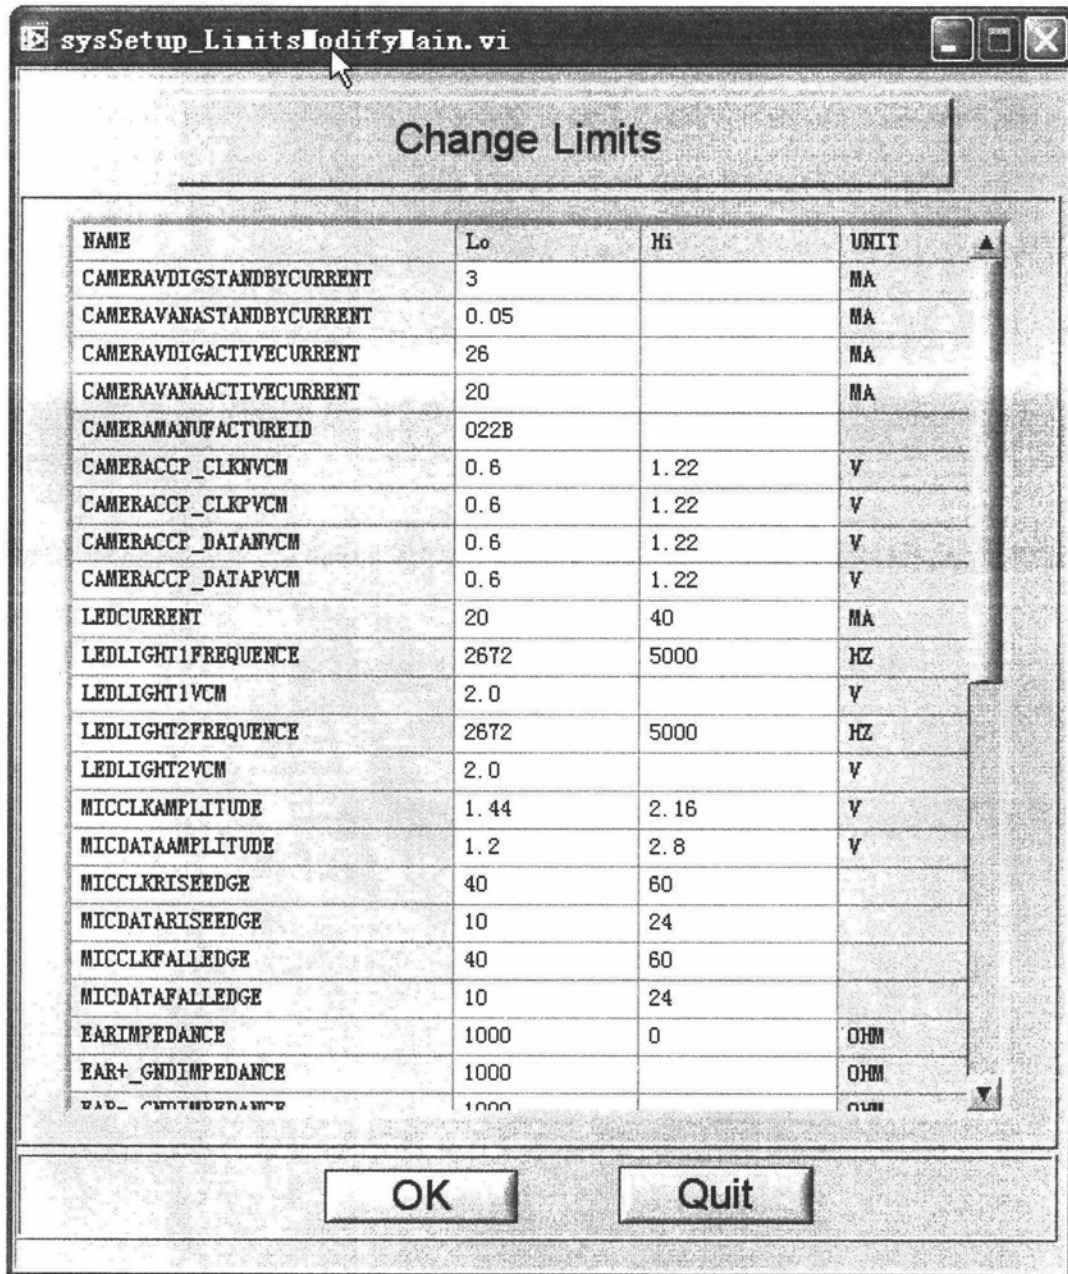 sysSetup_LimitsModifyMain.vi
Change Limits
NAME Lo Hi UNIT
CAMERAVDIGSTANDBYCURRENT 3 MA
CAMERAVANASTANDBYCURRENT 0.05 MA
CAMERAVDIGACTIVECURRENT 26 MA
CAMERAVANAACTIVECURRENT 20 MA
CAMERAMANUFACTUREID 022B
CAMERACCP_CLKNVCM 0.6 1.22 V
CAMERACCP_CLKPVCM 0.6 1.22 V
CAMERACCP_DATANVCM 0.6 1.22 V
CAMERACCP_DATAPVCM 0.6 1.22 V
LEDCURRENT 20 40 MA
LEDLIGHT1FREQUENCE 2672 5000 HZ
LEDLIGHT1VCM 2.0 V
LEDLIGHT2FREQUENCE 2672 5000 HZ
LEDLIGHT2VCM 2.0 V
MICCLKAMPLITUDE 1.44 2.16 V
MICDATAAMPLITUDE 1.2 2.8 V
MICCLKRISEEDGE 40 60
MICDATARISEEDGE 10 24
MICCLKFALLEDGE 40 60
MICDATAFALLEDGE 10 24
EARIMPEDANCE 1000 0 OHM
EAR+_GNDIMPEDANCE 1000 OHM
EAR-_GNDIMPEDANCE 1000 OHM
OK Quit